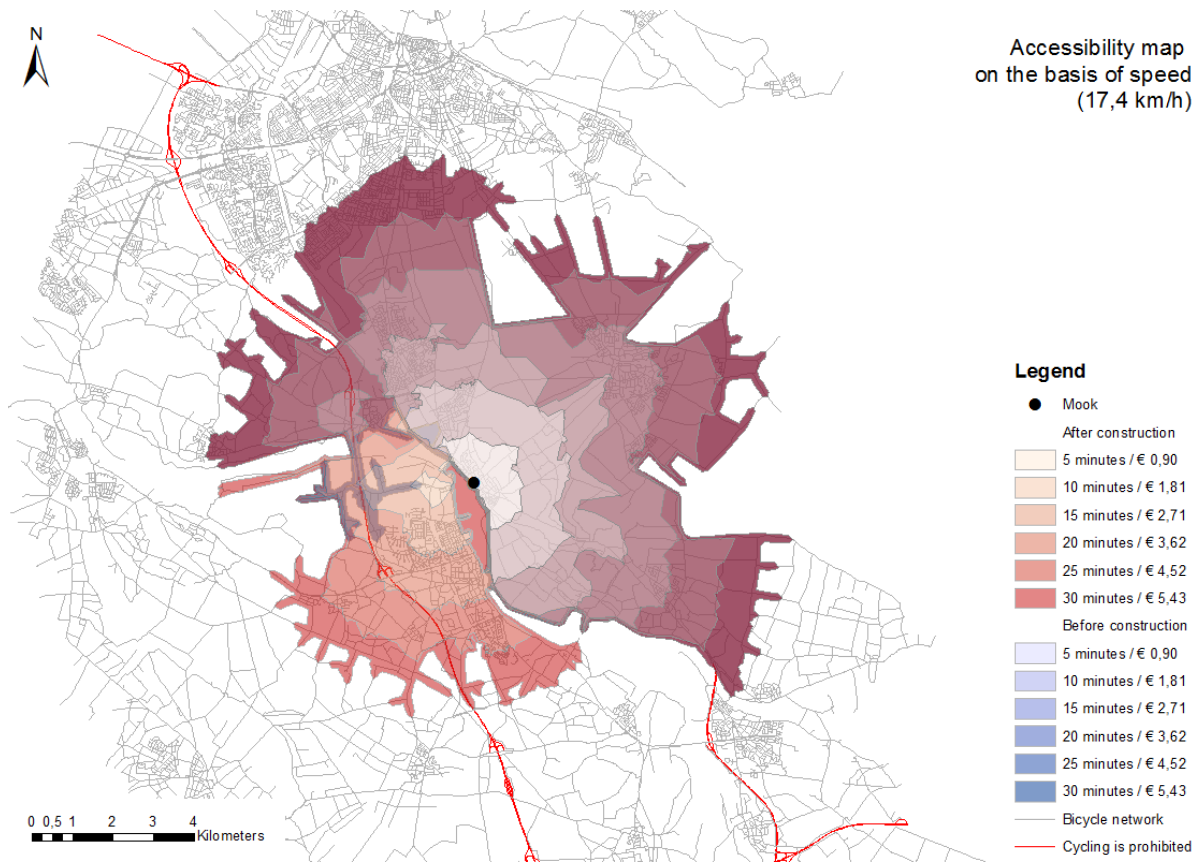 N
Accessibility map
on the basis of speed
(17,4 km/h)
Legend
Mook
After construction
5 minutes / € 0,90
10 minutes / € 1,81
15 minutes / € 2,71
20 minutes / € 3,62
25 minutes / € 4,52
30 minutes / € 5,43
Before construction
5 minutes / € 0,90
10 minutes / € 1,81
15 minutes / € 2,71
20 minutes / € 3,62
25 minutes / € 4,52
30 minutes / € 5,43
Bicycle network
Cycling is prohibited
0 0,5 1 2 3 4
Kilometers